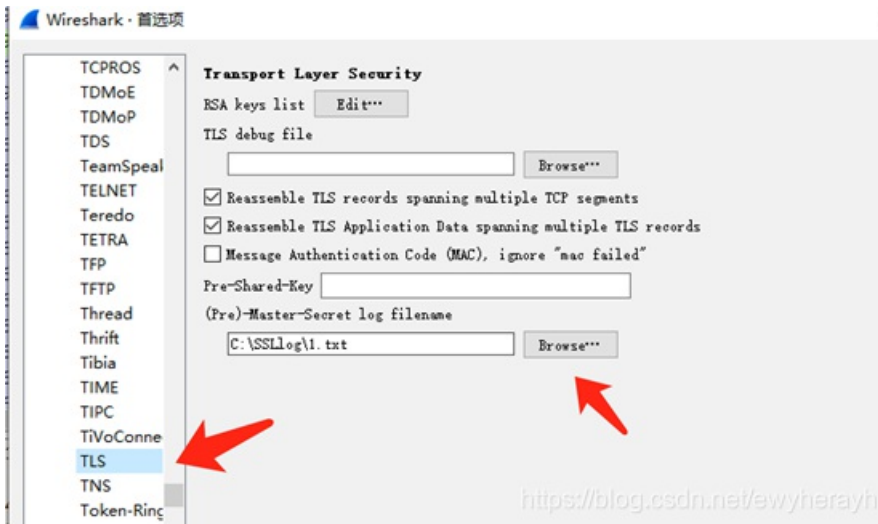 Wireshark · 首选项
TCPROS
TDMoE
TDMoP
TDS
TeamSpeak
TELNET
Teredo
TETRA
TFP
TFTP
Thread
Thrift
Tibia
TIME
TIPC
TiVoConne
TLS
TNS
Token-Ring
Transport Layer Security
RSA keys list Edit…
TLS debug file
Browse…
Reassemble TLS records spanning multiple TCP segments
Reassemble TLS Application Data spanning multiple TLS records
Message Authentication Code (MAC), ignore "mac failed"
Pre-Shared-Key
(Pre)-Master-Secret log filename
C:\SSLlog\1.txt Browse…
https://blog.csdn.net/ewyherayh